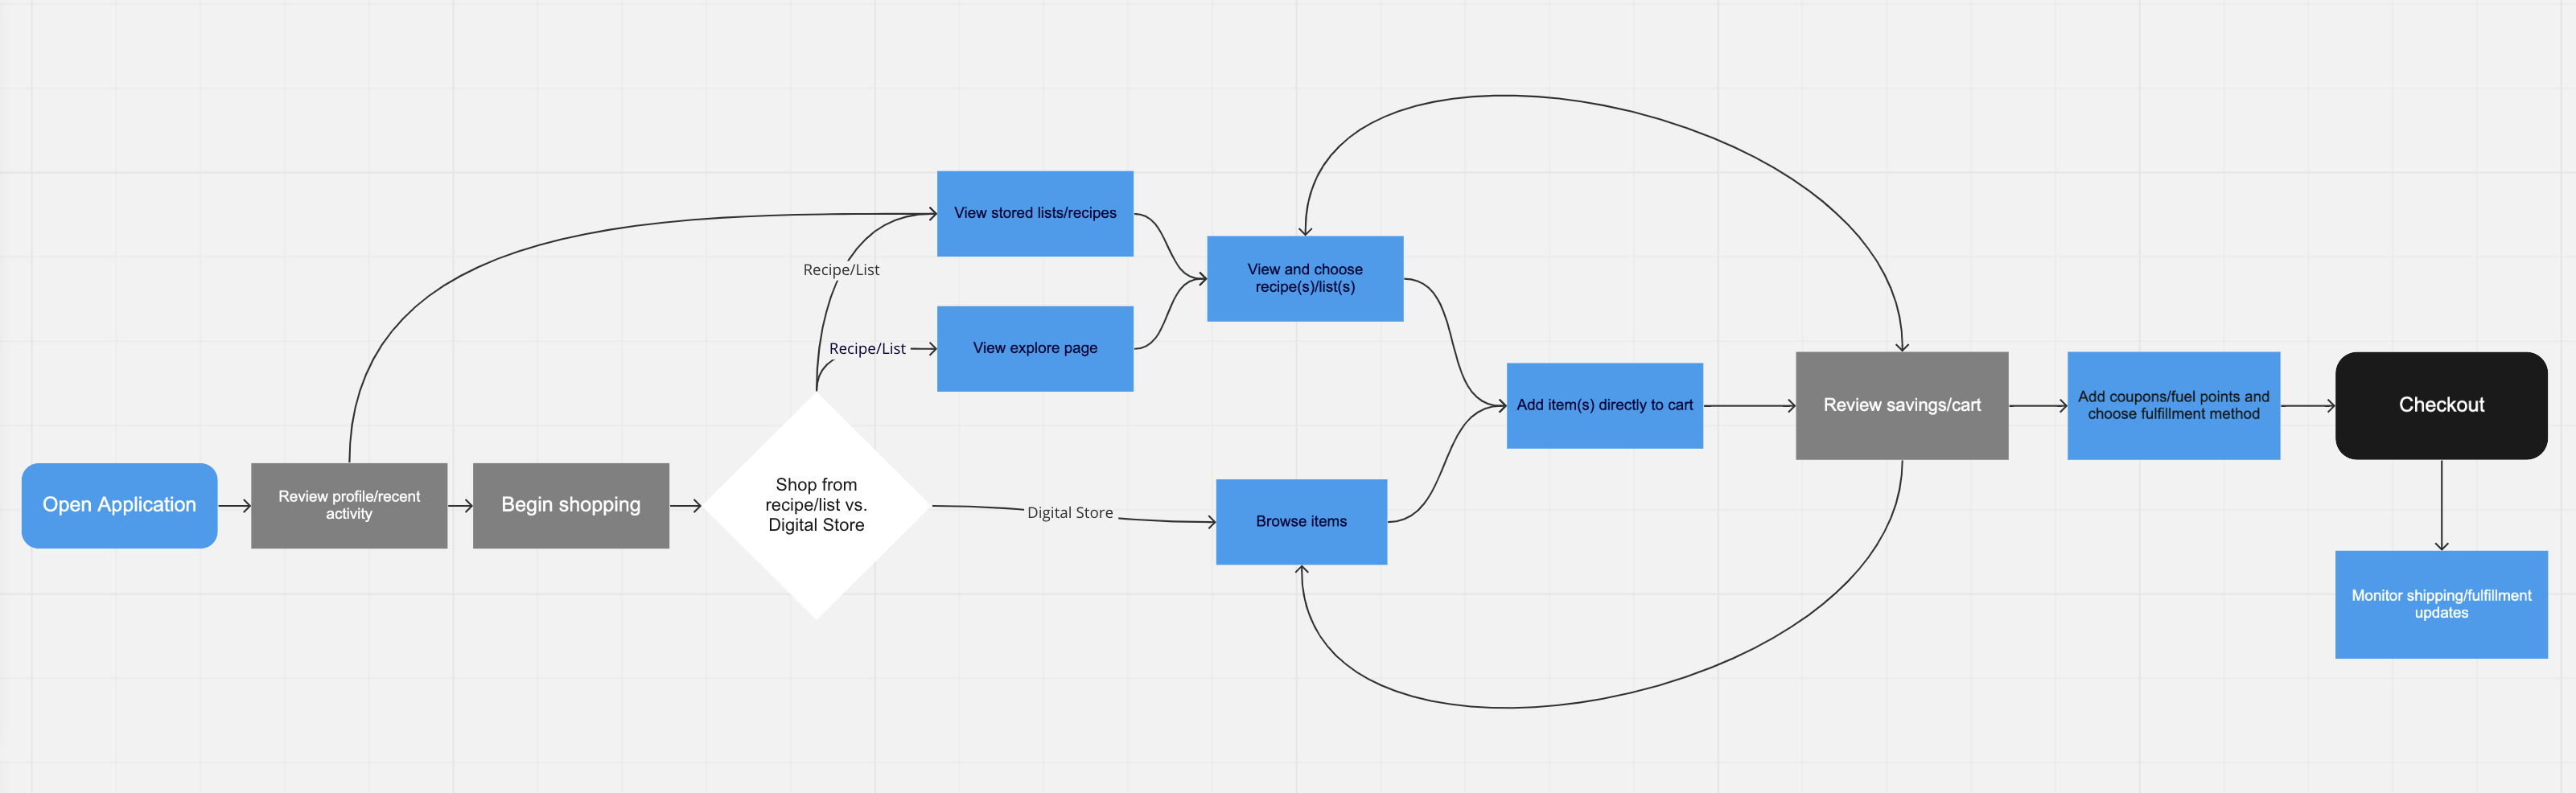 View stored lists/recipes
Recipe/List
View and choose
recipe(s)/list(s)
Recipe/List
View explore page
Add item(s) directly to cart
Review savings/cart
Add coupons/fuel points and
choose fulfillment method
Checkout
Open Application
Review profile/recent
activity
Begin shopping
Shop from
recipe/list vs.
Digital Store
Digital Store
Browse items
Monitor shipping/fulfillment
updates